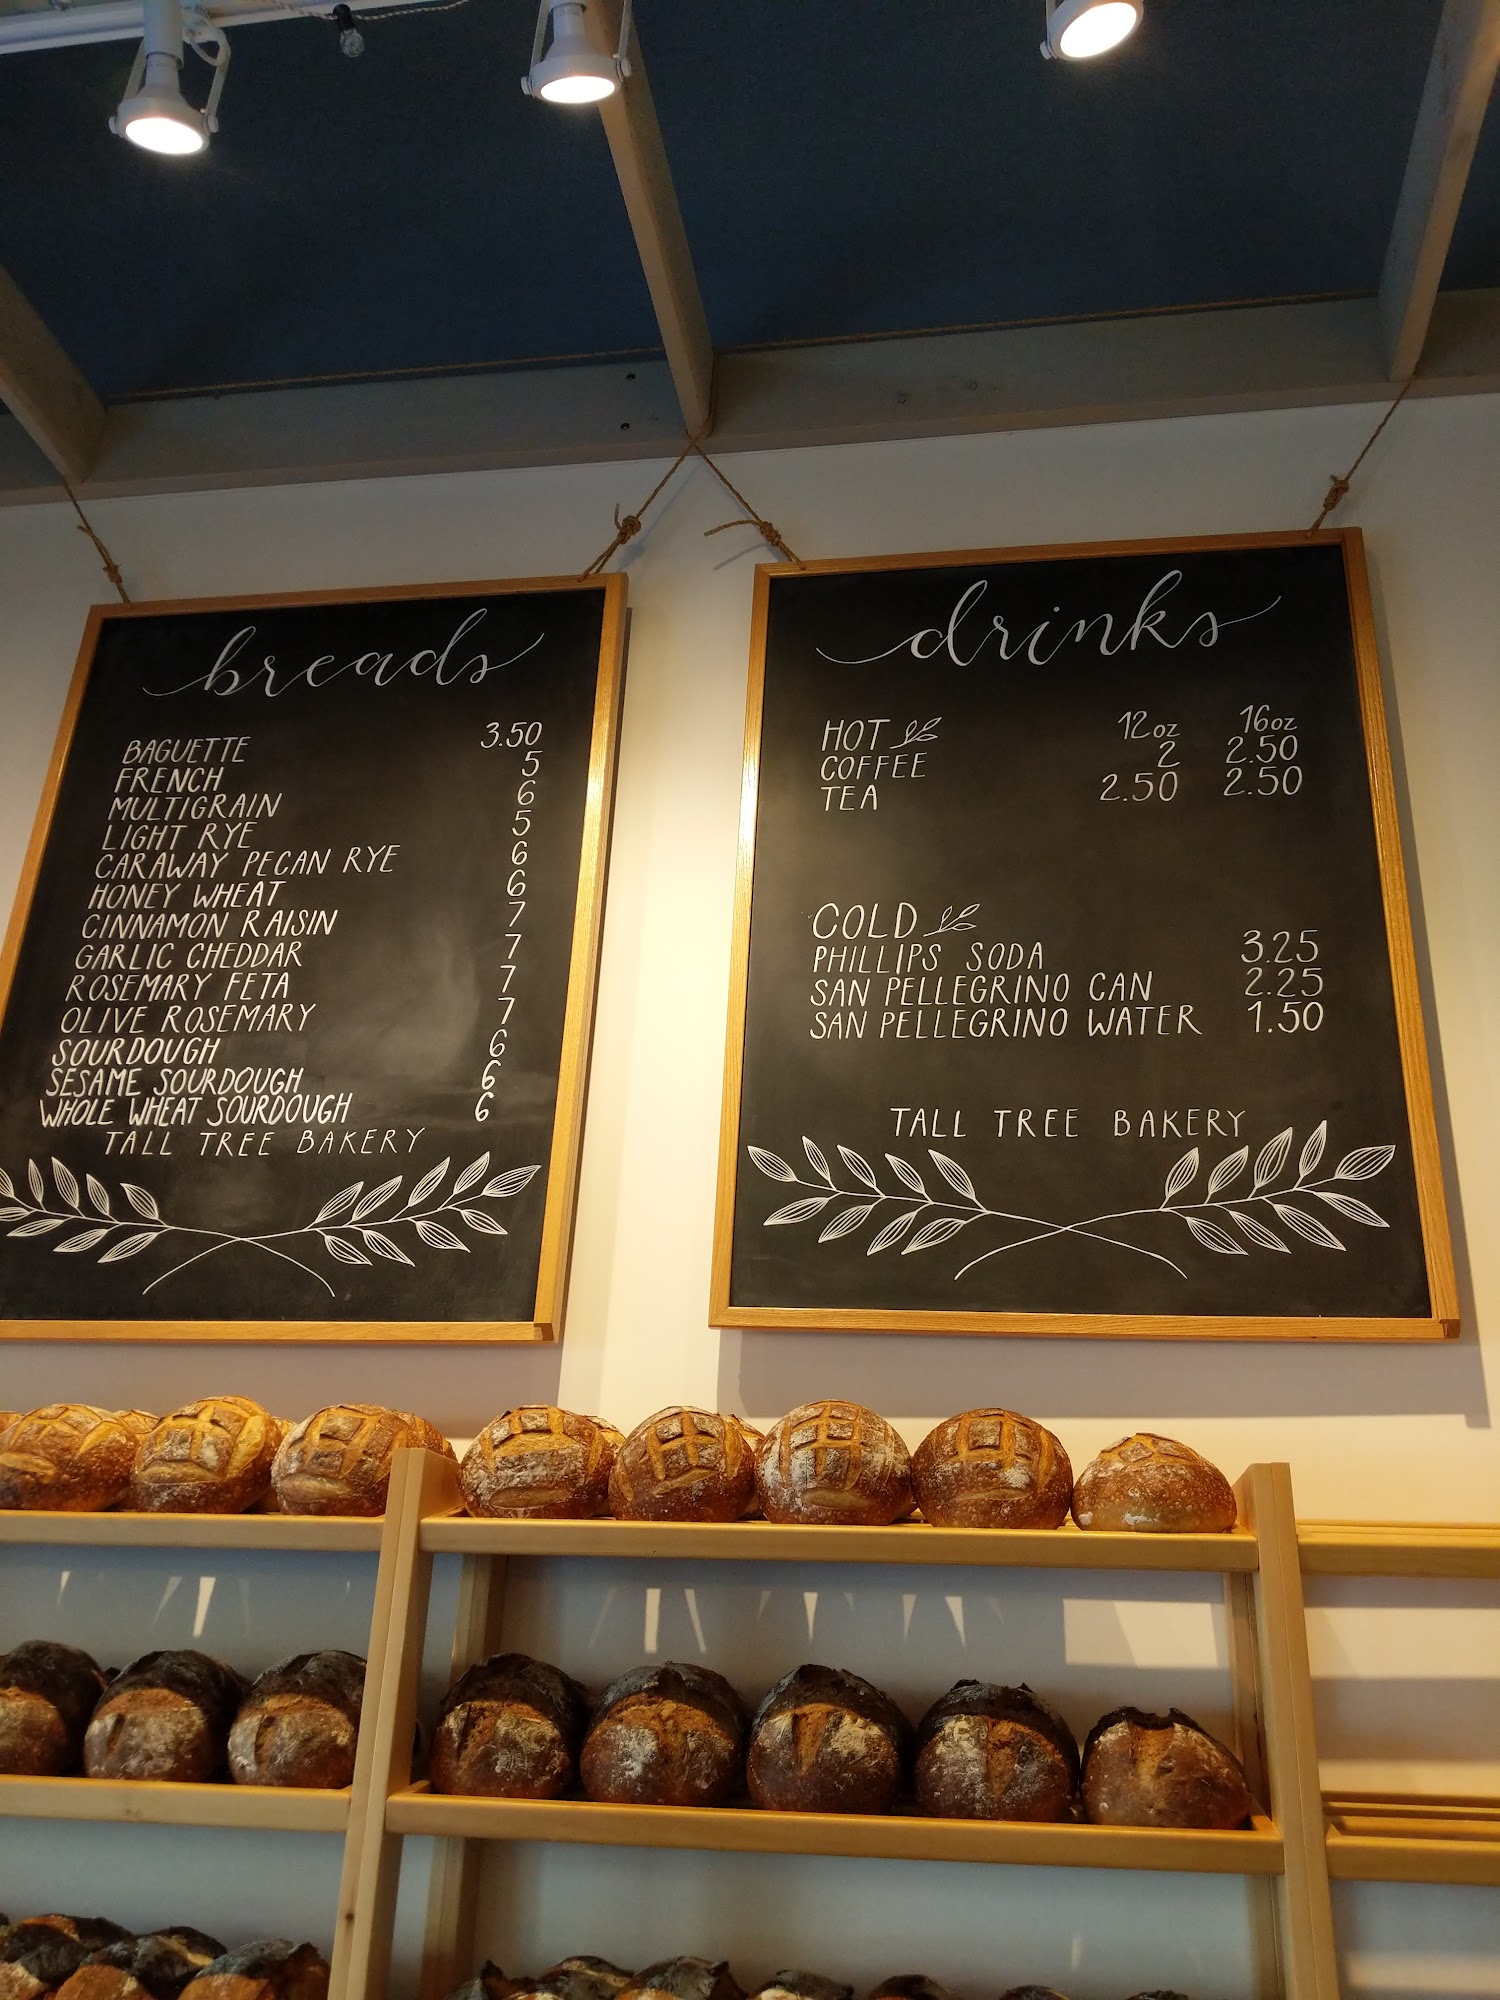 breads
BAGUETTE 3.50
FRENCH 5
MULTIGRAIN 6
LIGHT RYE 5
CARAWAY PECAN RYE 6
HONEY WHEAT 6
CINNAMON RAISIN 7
GARLIC CHEDDAR 7
ROSEMARY FETA 7
OLIVE ROSEMARY 7
SOURDOUGH 6
SESAME SOURDOUGH 6
WHOLE WHEAT SOURDOUGH 6
TALL TREE BAKERY
drinks
HOT 12oz 16oz
COFFEE 2 2.50
TEA 2.50 2.50
COLD
PHILLIPS SODA 3.25
SAN PELLEGRINO CAN 2.25
SAN PELLEGRINO WATER 1.50
TALL TREE BAKERY